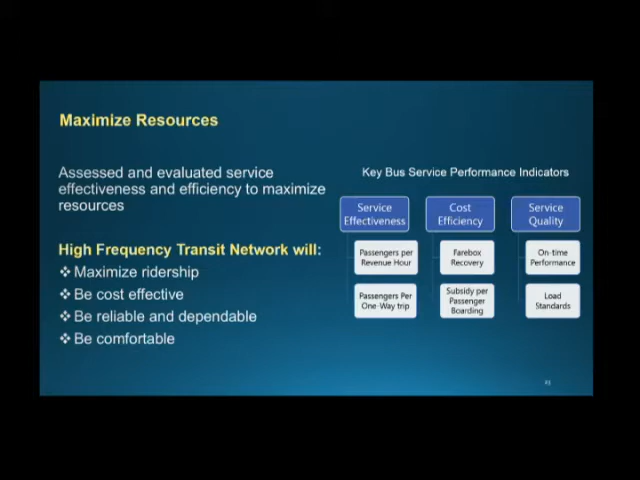 Maximize Resources
Assessed and evaluated service
effectiveness and efficiency to maximize
resources
High Frequency Transit Network will:
❖ Maximize ridership
❖ Be cost effective
❖ Be reliable and dependable
❖ Be comfortable
Key Bus Service Performance Indicators
Service
Effectiveness
Passengers per
Revenue Hour
Passengers Per
One-Way trip
Cost
Efficiency
Farebox
Recovery
Subsidy per
Passenger
Boarding
Service
Quality
On-time
Performance
Load
Standards